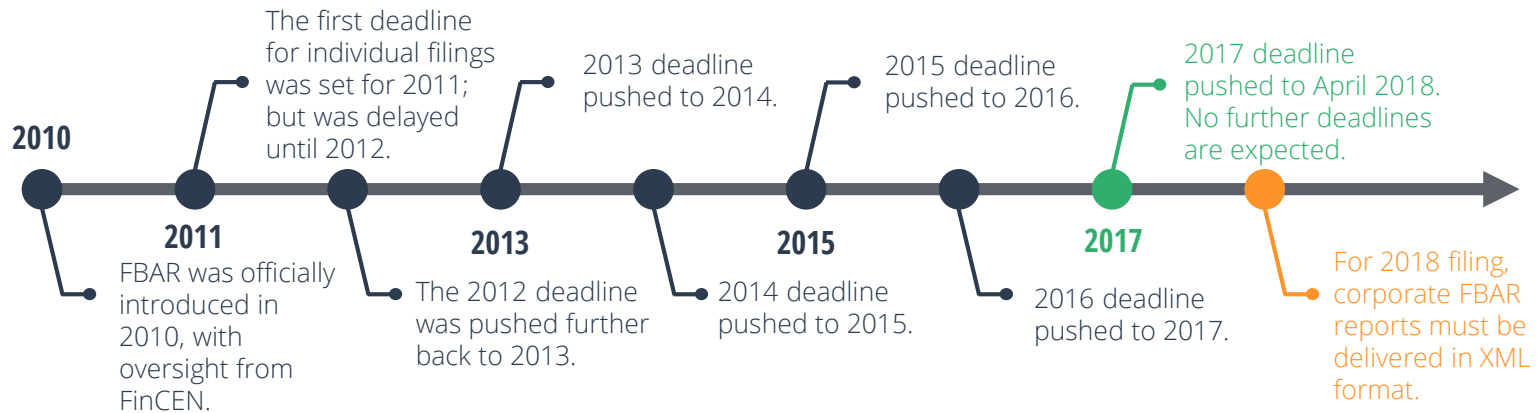 2010
FBAR was officially
introduced in
2010, with
oversight from
FinCEN.
The first deadline
for individual filings
was set for 2011;
but was delayed
until 2012.
2011
The 2012 deadline
was pushed further
back to 2013.
2013 deadline
pushed to 2014.
2013
2014 deadline
pushed to 2015.
2015 deadline
pushed to 2016.
2015
2016 deadline
pushed to 2017.
2017 deadline
pushed to April 2018.
No further deadlines
are expected.
2017
For 2018 filing,
corporate FBAR
reports must be
delivered in XML
format.